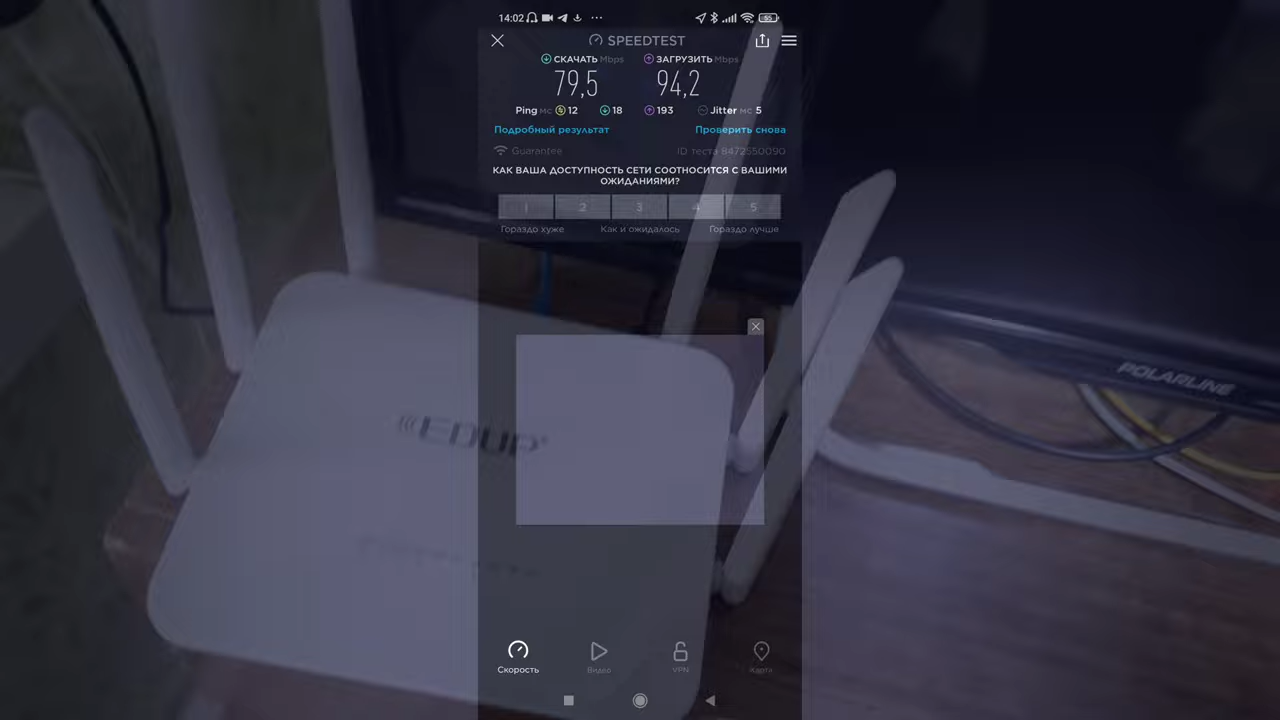 14:02
55
SPEEDTEST
СКАЧАТЬ Mbps ЗАГРУЗИТЬ Mbps
79,5 94,2
Ping мс 12 18 193 Jitter мс 5
Подробный результат Проверить снова
Guarantee ID теста 8472550090
КАК ВАША ДОСТУПНОСТЬ СЕТИ СООТНОСИТСЯ С ВАШИМИ
ОЖИДАНИЯМИ?
1 2 3 4 5
Гораздо хуже Как и ожидалось Гораздо лучше
POLARLINE
EDUP
Скорость Видео VPN Карта